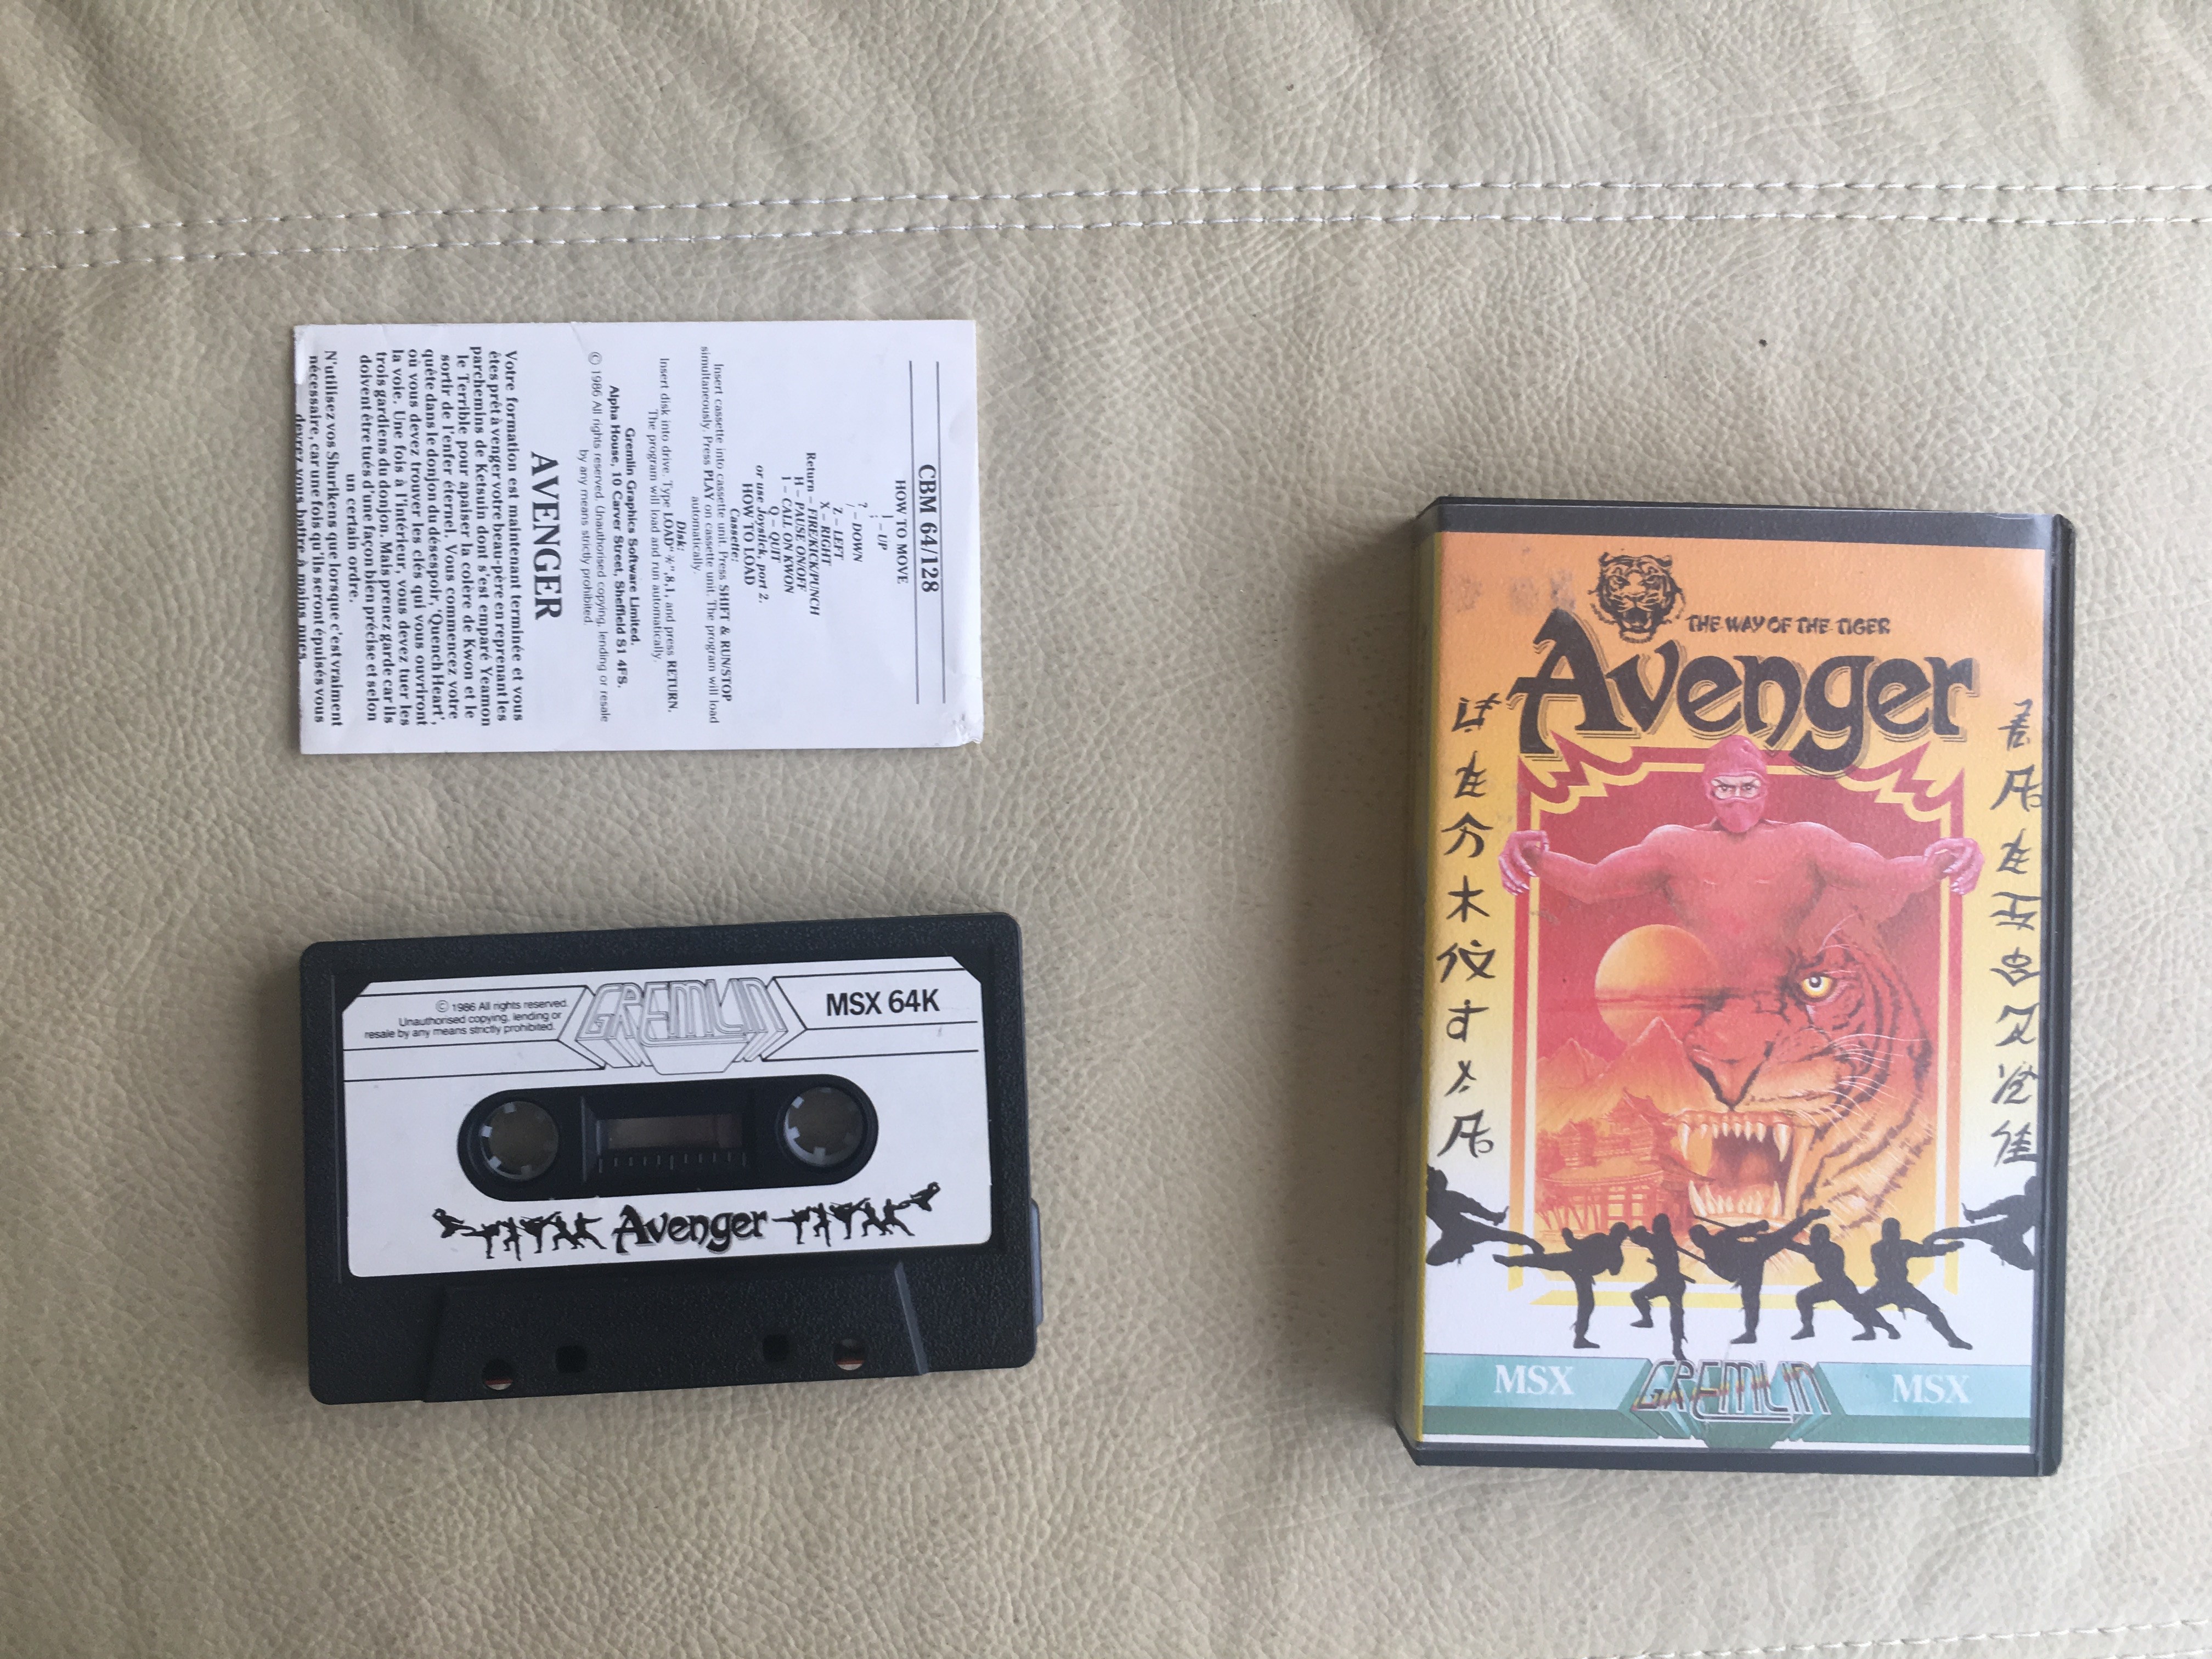 CBM 64/128
HOW TO MOVE
] – UP
;
?
/ – DOWN
Z – LEFT
X – RIGHT
Return – FIRE/KICK/PUNCH
H – PAUSE ON/OFF
1 – CALL ON KWON
Q – QUIT
or use Joystick, port 2.
HOW TO LOAD
Cassette:
Insert cassette into cassette unit. Press SHIFT & RUN/STOP
simultaneously. Press PLAY on cassette unit. The program will load
automatically.
Disk:
Insert disk into drive. Type LOAD"*",8,1, and press RETURN.
The program will load and run automatically.
Gremlin Graphics Software Limited.
Alpha House, 10 Carver Street, Sheffield S1 4FS.
© 1986 All rights reserved. Unauthorised copying, lending or resale
by any means strictly prohibited.
AVENGER
Votre formation est maintenant terminée et vous
êtes prêt à venger votre beau-père en reprenant les
parchemins de Ketsuin dont s'est emparé Yeamon
le Terrible pour apaiser la colère de Kwon et le
sortir de l'enfer éternel. Vous commencez votre
quête dans le donjon du désespoir, 'Quench Heart',
où vous devez trouver les clés qui vous ouvriront
la voie. Une fois à l'intérieur, vous devez tuer les
trois gardiens du donjon. Mais prenez garde car ils
doivent être tués d'une façon bien précise et selon
un certain ordre.
N'utilisez vos Shurikens que lorsque c'est vraiment
nécessaire, car une fois qu'ils seront épuisés vous
devrez vous battre à mains nues.
© 1986 All rights reserved.
Unauthorised copying, lending or
resale by any means strictly prohibited.
GREMLIN
MSX 64K
Avenger
THE WAY OF THE TIGER
Avenger
木
す
MSX
GREMLIN
MSX